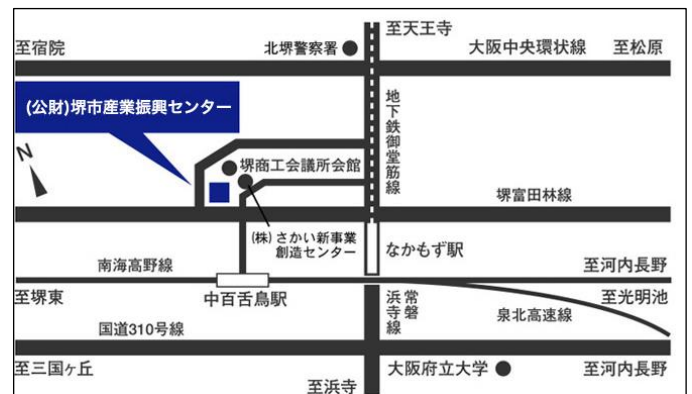 至天王寺
至宿院
北堺警察署
大阪中央環状線
至松原
(公財)堺市産業振興センター
地下鉄御堂筋線
N
堺商工会議所会館
堺富田林線
(株)さかい新事業
創造センター
なかもず駅
南海高野線
至河内長野
至堺東
中百舌鳥駅
常磐
浜寺線
至光明池
泉北高速線
国道310号線
至三国ヶ丘
大阪府立大学
至河内長野
至浜寺